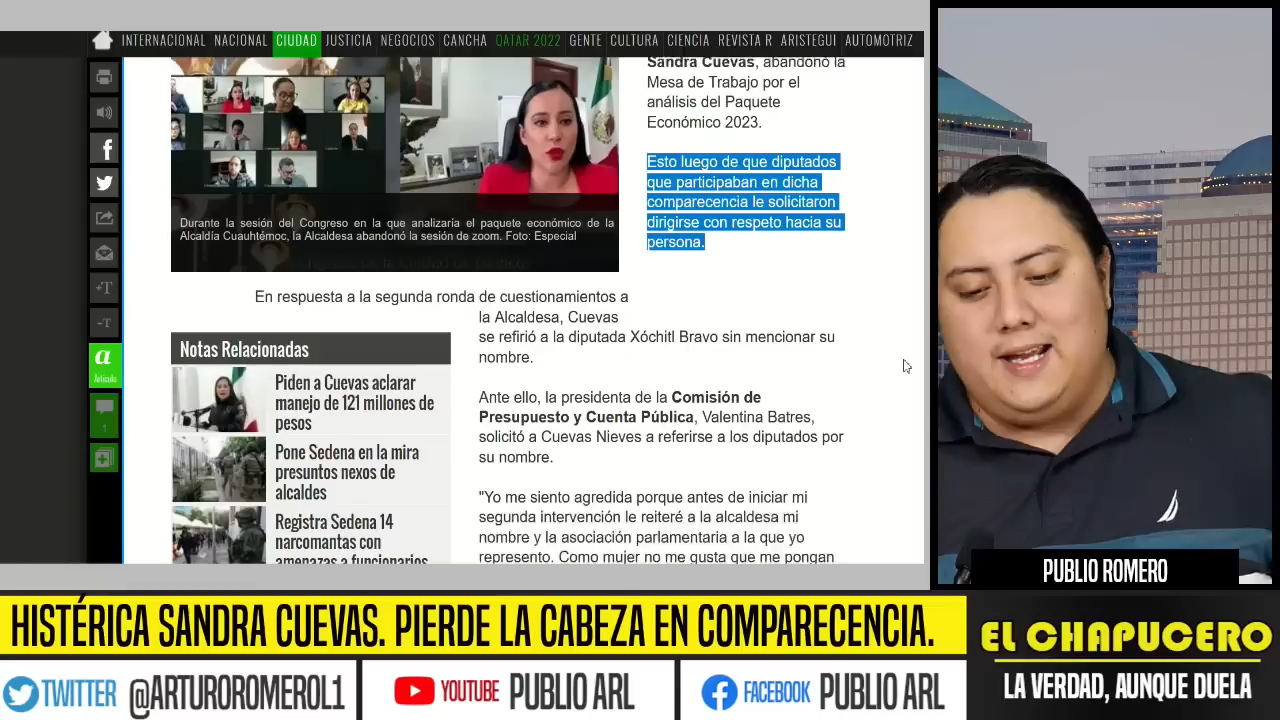 INTERNACIONAL NACIONAL CIUDAD JUSTICIA NEGOCIOS CANCHA QATAR 2022 GENTE CULTURA CIENCIA REVISTA R ARISTEGUI AUTOMOTRIZ
Sandra Cuevas, abandonó la
Mesa de Trabajo por el
análisis del Paquete
Económico 2023.
Esto luego de que diputados
que participaban en dicha
comparecencia le solicitaron
dirigirse con respeto hacia su
persona.
Durante la sesión del Congreso en la que analizaría el paquete económico de la
Alcaldía Cuauhtémoc, la Alcaldesa abandonó la sesión de zoom. Foto: Especial
+T
-T
a
1
En respuesta a la segunda ronda de cuestionamientos a
la Alcaldesa, Cuevas
se refirió a la diputada Xóchitl Bravo sin mencionar su
nombre.
Ante ello, la presidenta de la Comisión de
Presupuesto y Cuenta Pública, Valentina Batres,
solicitó a Cuevas Nieves a referirse a los diputados por
su nombre.
"Yo me siento agredida porque antes de iniciar mi
segunda intervención le reiteré a la alcaldesa mi
nombre y la asociación parlamentaria a la que yo
represento. Como mujer no me gusta que me pongan
Notas Relacionadas
Piden a Cuevas aclarar
manejo de 121 millones de
pesos
Pone Sedena en la mira
presuntos nexos de
alcaldes
Registra Sedena 14
narcomantas con
amenazas a funcionarios
PUBLIO ROMERO
HISTÉRICA SANDRA CUEVAS. PIERDE LA CABEZA EN COMPARECENCIA.
EL CHAPUCERO
LA VERDAD, AUNQUE DUELA
TWITTER @ARTUROROMEROL1
YOUTUBE PUBLIO ARL
FACEBOOK PUBLIO ARL